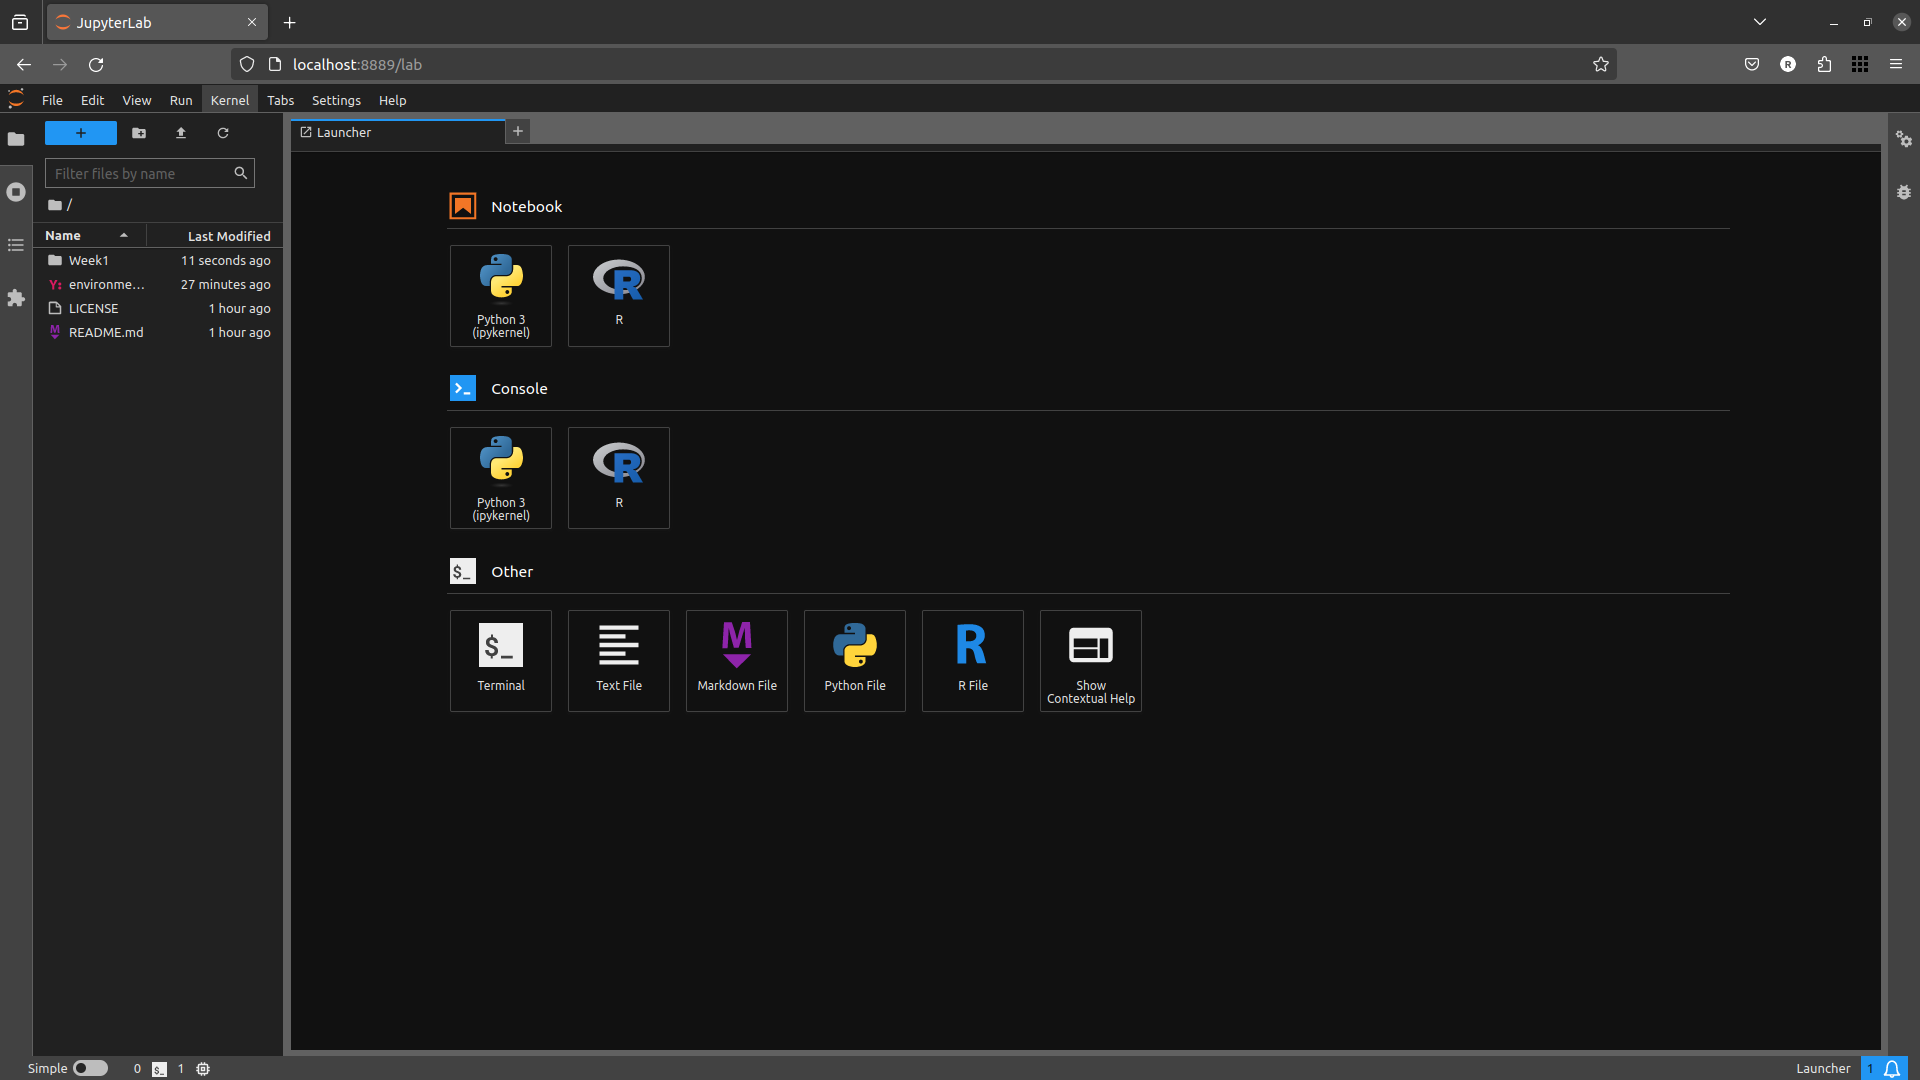 JupyterLab
localhost:8889/lab
R
File Edit View Run Kernel Tabs Settings Help
Launcher
Filter files by name
/
Name Last Modified
Week1 11 seconds ago
Y: environme... 27 minutes ago
LICENSE 1 hour ago
M README.md 1 hour ago
Notebook
Python 3
(ipykernel)
R
R
Console
Python 3
(ipykernel)
R
R
$_ Other
$_
Terminal
Text File
M
Markdown File
Python File
R
R File
Show
Contextual Help
Simple 0 $_ 1
Launcher 1